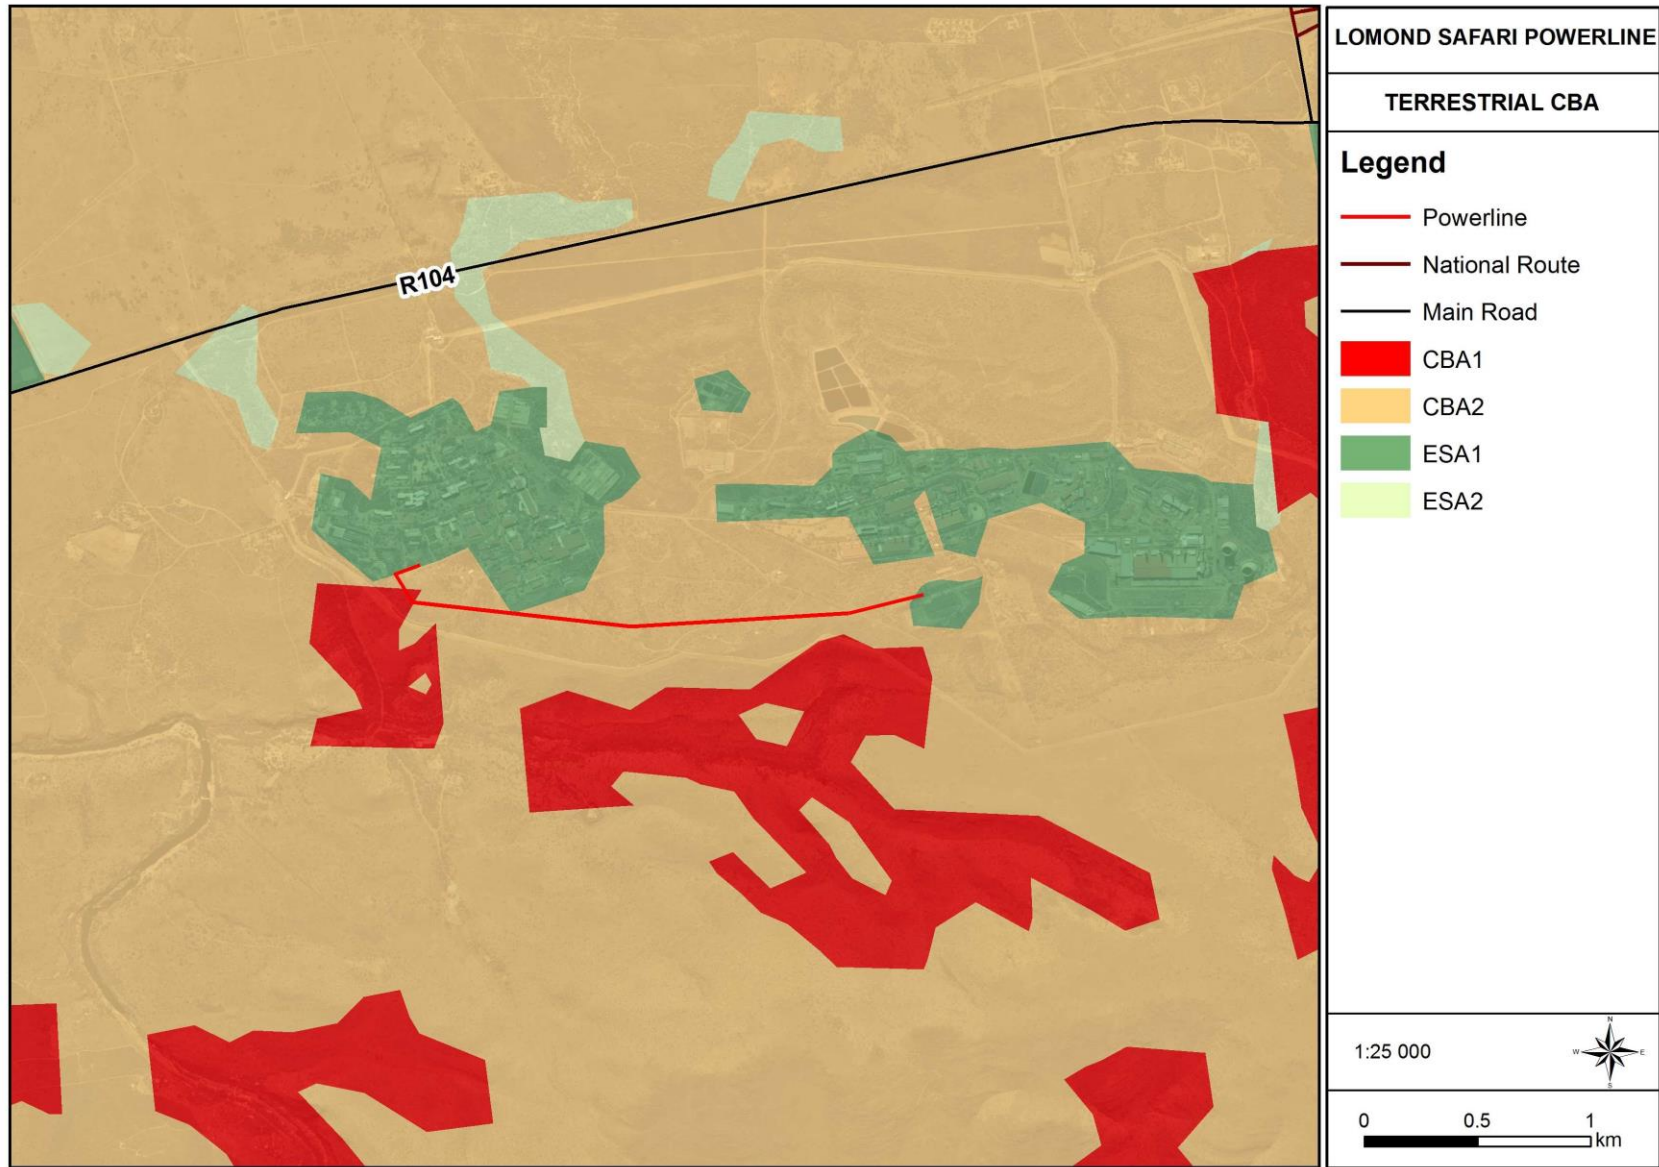 LOMOND SAFARI POWERLINE
TERRESTRIAL CBA
Legend
Powerline
National Route
Main Road
CBA1
CBA2
ESA1
ESA2
R104
1:25 000
N
W E
S
0 0.5 1
km